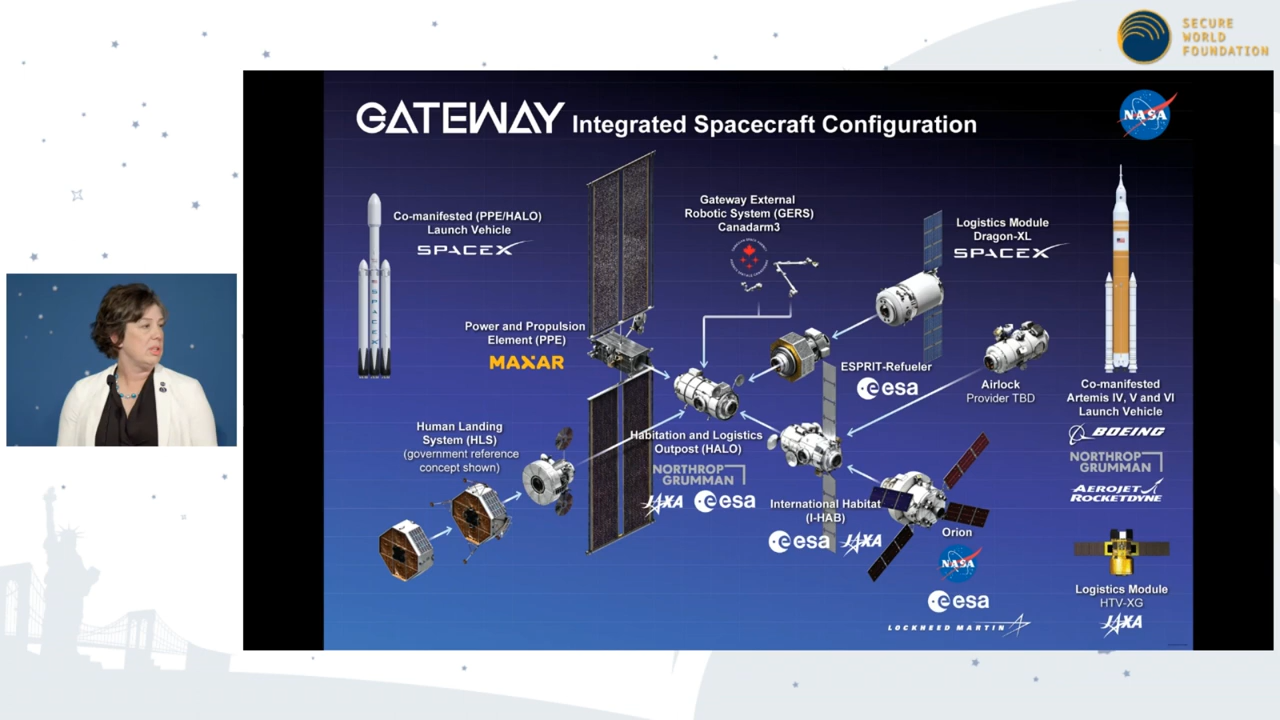 SECURE
WORLD
FOUNDATION
GATEWAY Integrated Spacecraft Configuration
NASA
Co-manifested (PPE/HALO)
Launch Vehicle
SPACEX
SPACEX
Gateway External
Robotic System (GERS)
Canadarm3
Logistics Module
Dragon-XL
SPACEX
Power and Propulsion
Element (PPE)
MAXAR
ESPRIT-Refueler
esa
Airlock
Provider TBD
Co-manifested
Artemis IV, V and VI
Launch Vehicle
BOEING
NORTHROP
GRUMMAN
AEROJET
ROCKETDYNE
Human Landing
System (HLS)
(government reference
concept shown)
Habitation and Logistics
Outpost (HALO)
NORTHROP
GRUMMAN
JAXA esa
International Habitat
(I-HAB)
esa JAXA
Orion
NASA
esa
LOCKHEED MARTIN
Logistics Module
HTV-XG
JAXA